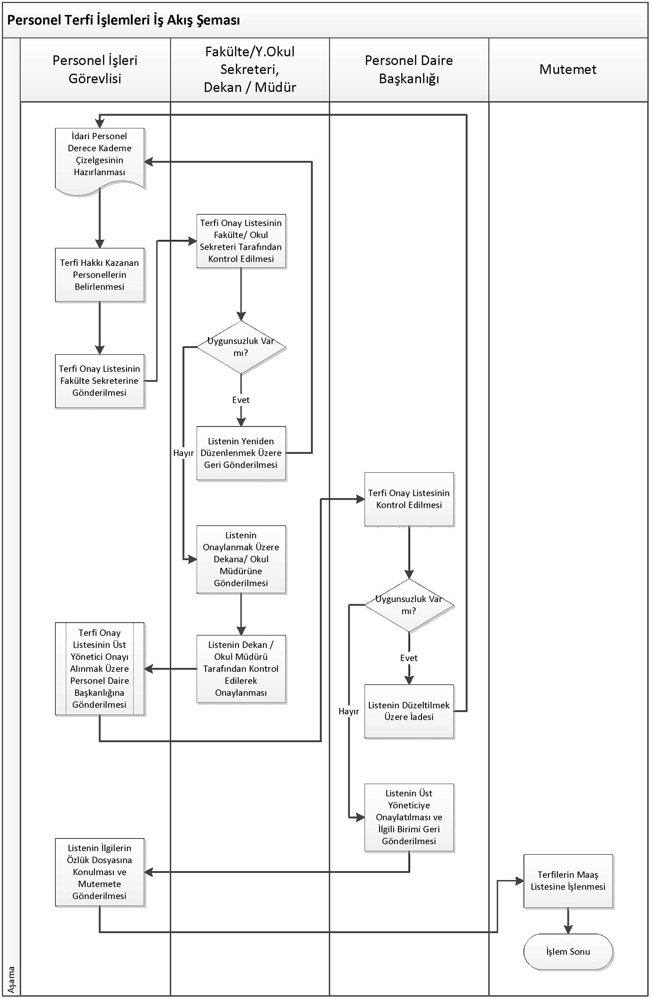 Personel Terfi İşlemleri İş Akış Şeması
Personel İşleri
Görevlisi
Fakülte/Y.Okul
Sekreteri,
Dekan / Müdür
Personel Daire
Başkanlığı
Mutemet
İdari Personel
Derece Kademe
Çizelgesinin
Hazırlanması
Terfi Hakkı Kazanan
Personellerin
Belirlenmesi
Terfi Onay Listesinin
Fakülte Sekreterine
Gönderilmesi
Terfi Onay Listesinin
Fakülte/ Okul
Sekreteri Tarafından
Kontrol Edilmesi
Uygunsuzluk Var
mı?
Evet
Hayır
Listenin Yeniden
Düzenlenmek Üzere
Geri Gönderilmesi
Listenin
Onaylanmak Üzere
Dekana/ Okul
Müdürüne
Gönderilmesi
Listenin Dekan /
Okul Müdürü
Tarafından Kontrol
Edilerek
Onaylanması
Terfi Onay
Listesinin Üst
Yönetici Onayı
Alınmak Üzere
Personel Daire
Başkanlığına
Gönderilmesi
Terfi Onay Listesinin
Kontrol Edilmesi
Uygunsuzluk Var
mı?
Evet
Hayır
Listenin Düzeltilmek
Üzere İadesi
Listenin Üst
Yöneticiye
Onaylatılması ve
İlgili Birimi Geri
Gönderilmesi
Listenin İlgilerin
Özlük Dosyasına
Konulması ve
Mutemete
Gönderilmesi
Terfilerin Maaş
Listesine İşlenmesi
İşlem Sonu
Aşama